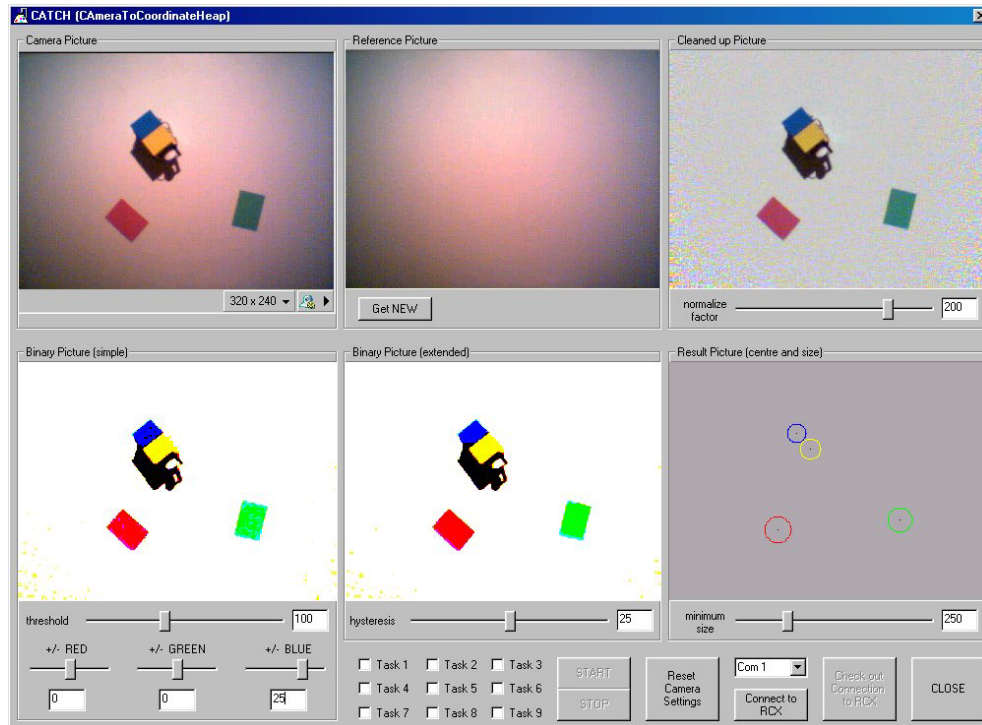 CATCH (CAmeraToCoordinateHeap)
Camera Picture
Reference Picture
Cleaned up Picture
320 x 240
Get NEW
normalize
factor
200
Binary Picture (simple)
Binary Picture (extended)
Result Picture (centre and size)
threshold
100
hysteresis
25
minimum
size
250
+/- RED
+/- GREEN
+/- BLUE
0
0
25
Task 1
Task 2
Task 3
Task 4
Task 5
Task 6
Task 7
Task 8
Task 9
START
STOP
Reset
Camera
Settings
Com 1
Connect to
RCX
Check out
Connection
to RCX
CLOSE